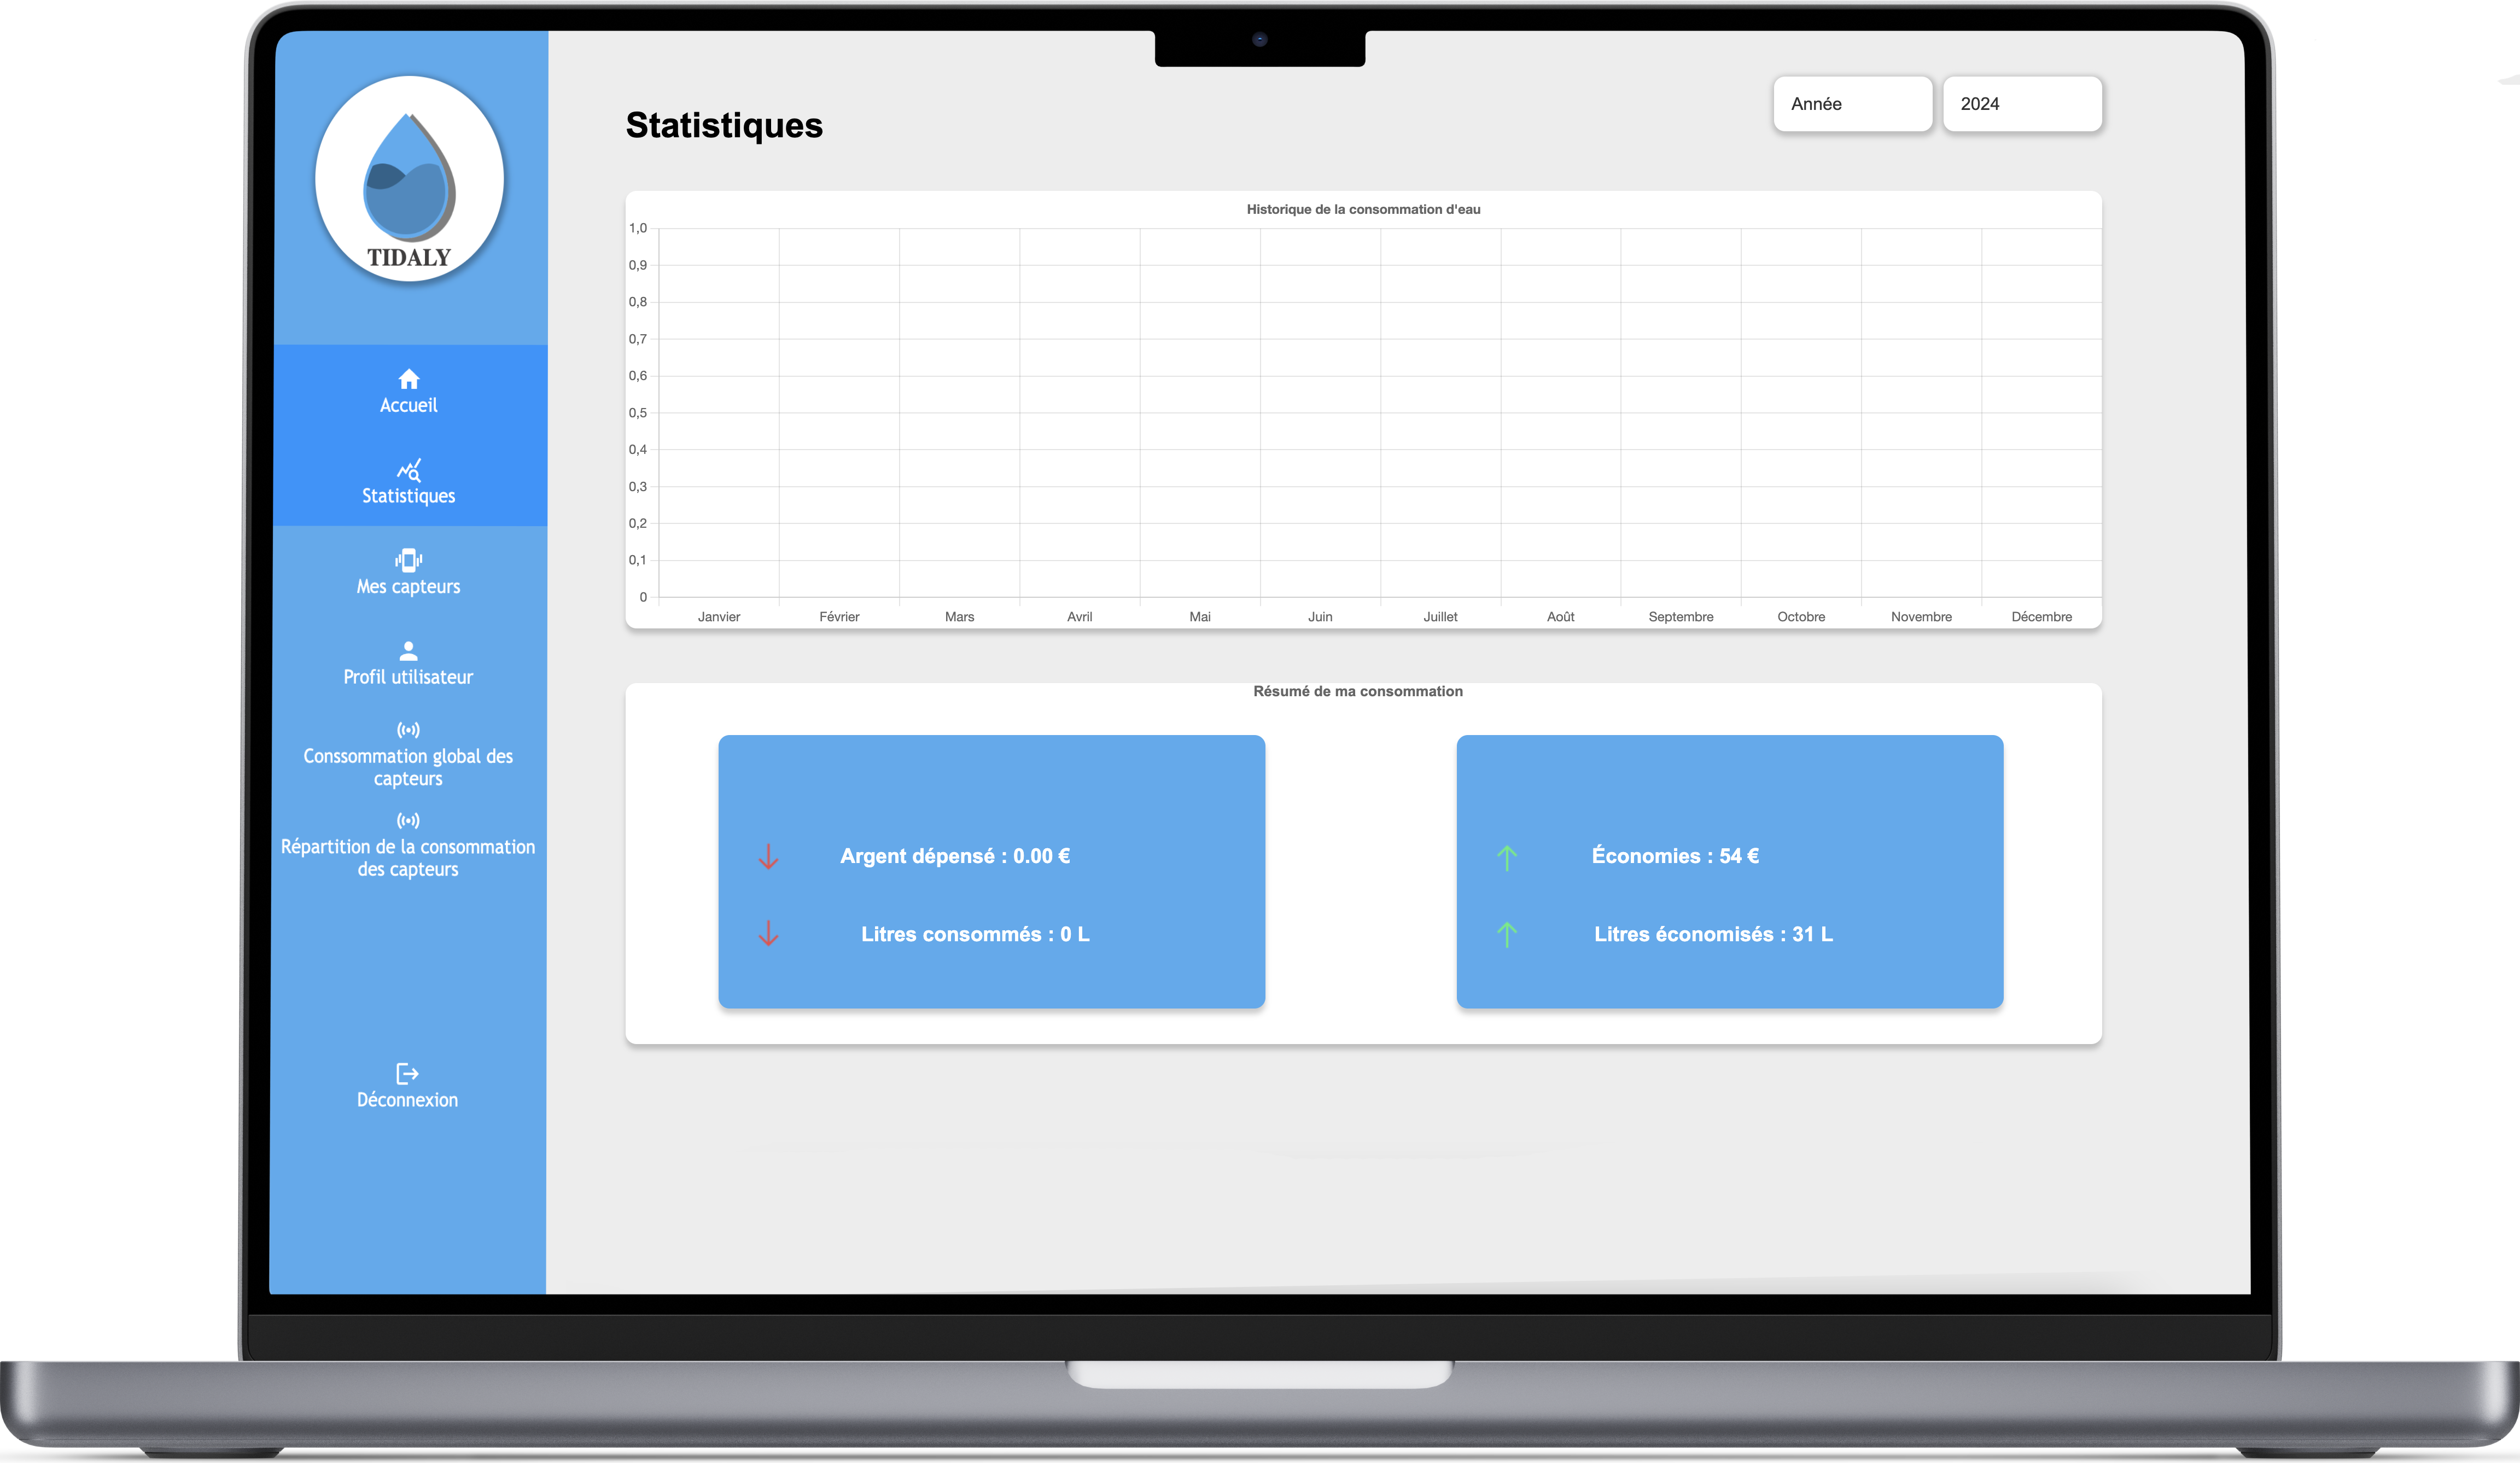 TIDALY
Accueil
Statistiques
Mes capteurs
Profil utilisateur
Conssommation global des
capteurs
Répartition de la consommation
des capteurs
Déconnexion
Statistiques
Année
2024
Historique de la consommation d'eau
1,0
0,9
0,8
0,7
0,6
0,5
0,4
0,3
0,2
0,1
0
Janvier Février Mars Avril Mai Juin Juillet Août Septembre Octobre Novembre Décembre
Résumé de ma consommation
Argent dépensé : 0.00 €
Litres consommés : 0 L
Économies : 54 €
Litres économisés : 31 L